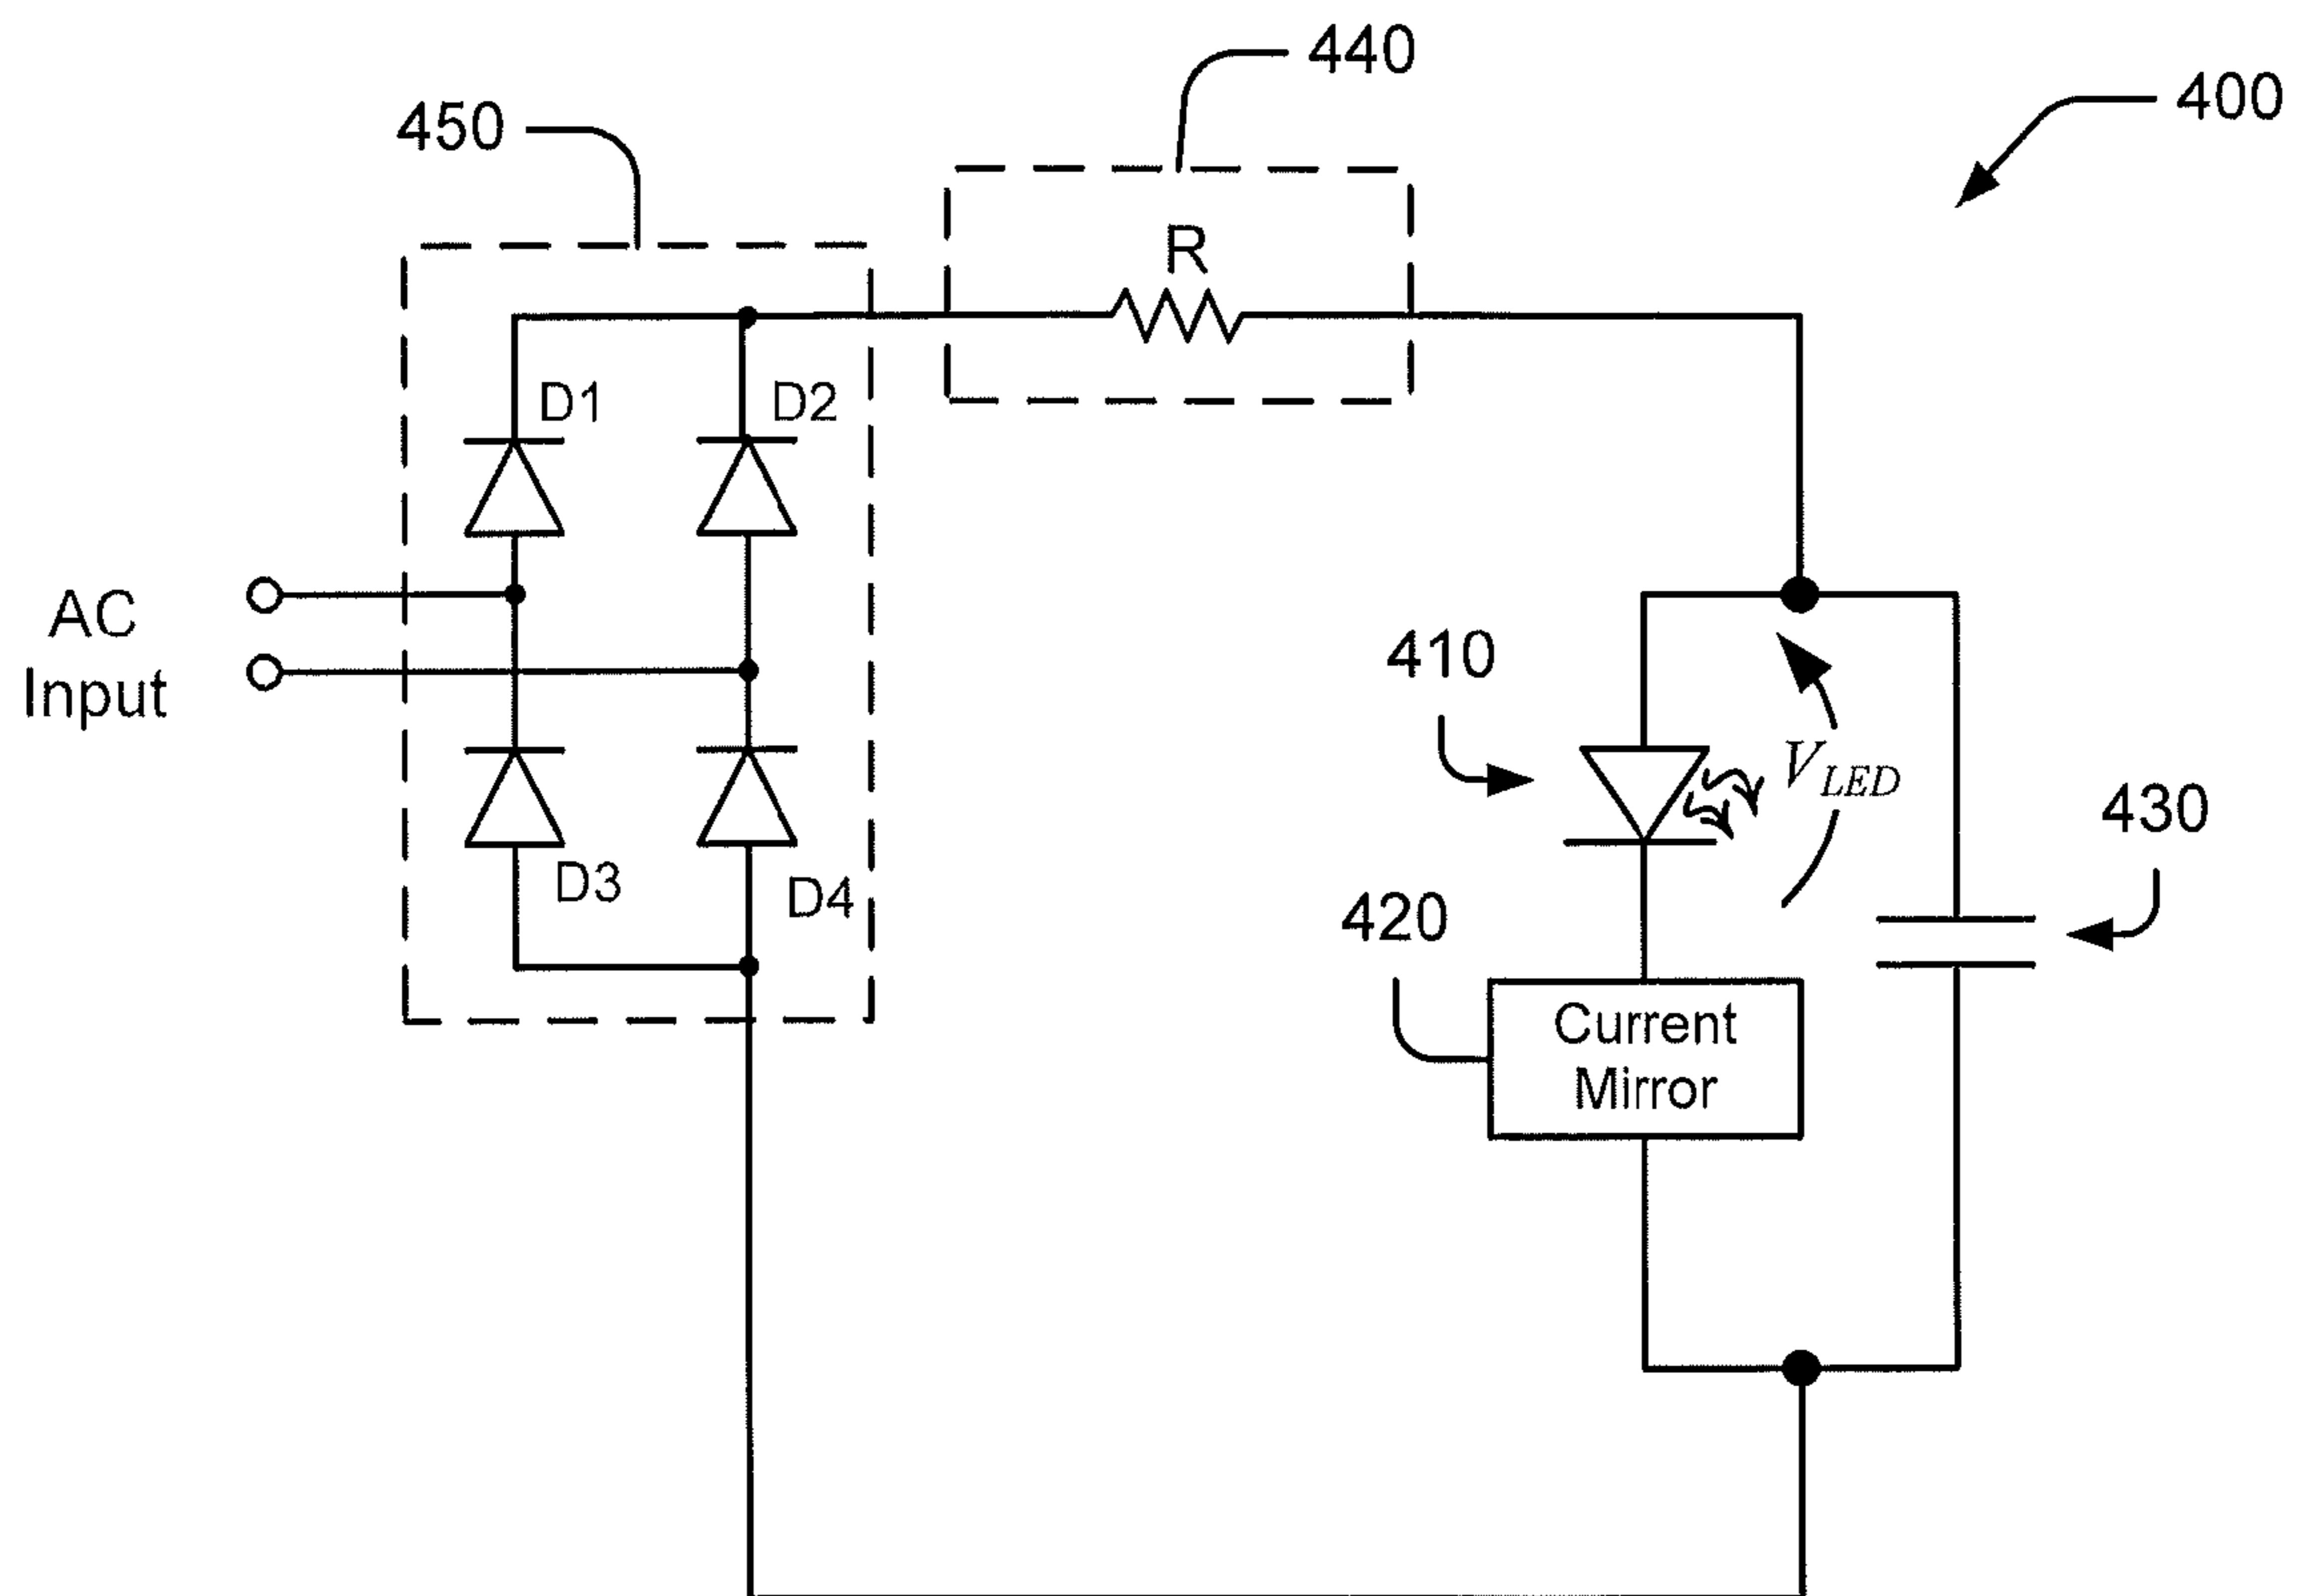 440
400
450
R
D1
D2
AC
Input
410
V_LED
430
D3
D4
420
Current
Mirror